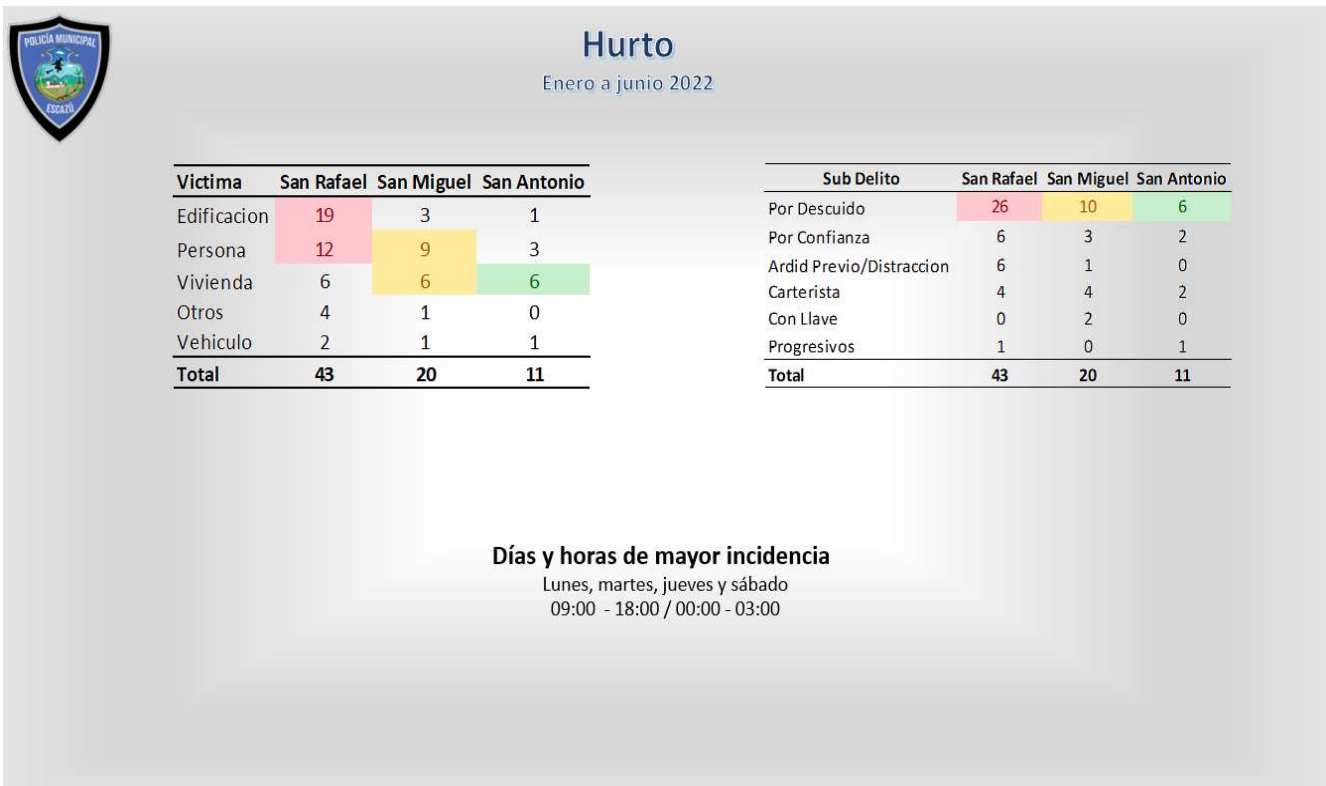 POLICÍA MUNICIPAL
ESCAZÚ
Hurto
Enero a junio 2022
Victima San Rafael San Miguel San Antonio
Edificacion 19 3 1
Persona 12 9 3
Vivienda 6 6 6
Otros 4 1 0
Vehiculo 2 1 1
Total 43 20 11
Sub Delito San Rafael San Miguel San Antonio
Por Descuido 26 10 6
Por Confianza 6 3 2
Ardid Previo/Distraccion 6 1 0
Carterista 4 4 2
Con Llave 0 2 0
Progresivos 1 0 1
Total 43 20 11
Días y horas de mayor incidencia
Lunes, martes, jueves y sábado
09:00 - 18:00 / 00:00 - 03:00